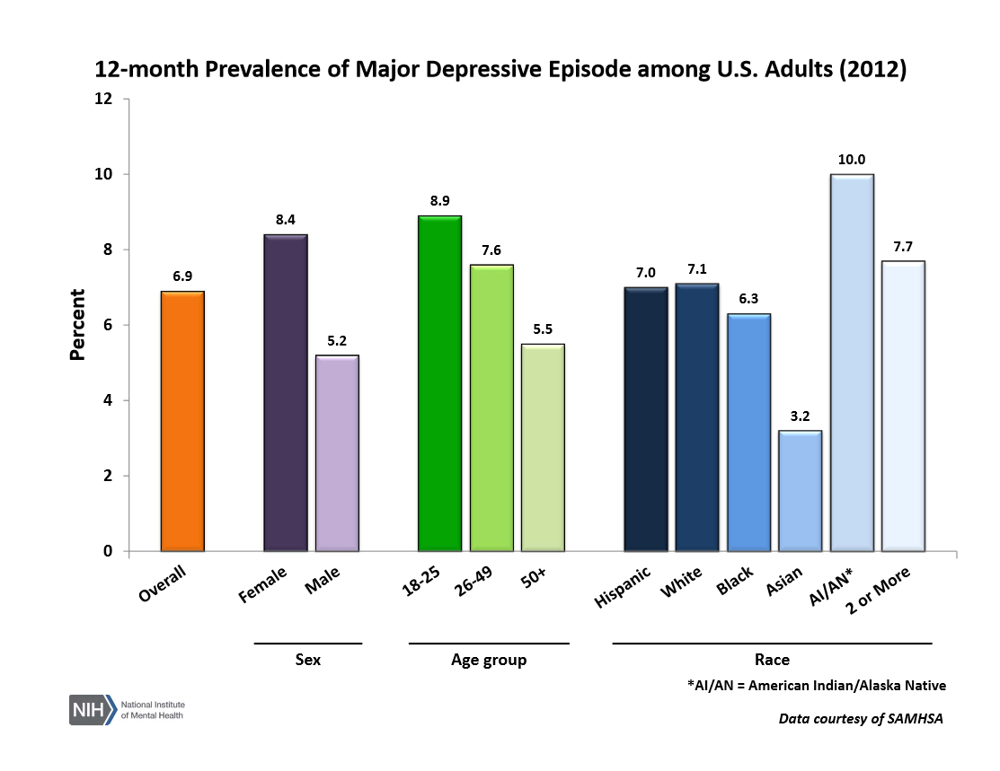 12-month Prevalence of Major Depressive Episode among U.S. Adults (2012)
12
10
8
6
4
2
0
Percent
6.9
8.4
5.2
8.9
7.6
5.5
7.0
7.1
6.3
3.2
10.0
7.7
Overall
Female
Male
18-25
26-49
50+
Hispanic
White
Black
Asian
AI/AN*
2 or More
Sex
Age group
Race
*AI/AN = American Indian/Alaska Native
NIH
National Institute
of Mental Health
Data courtesy of SAMHSA